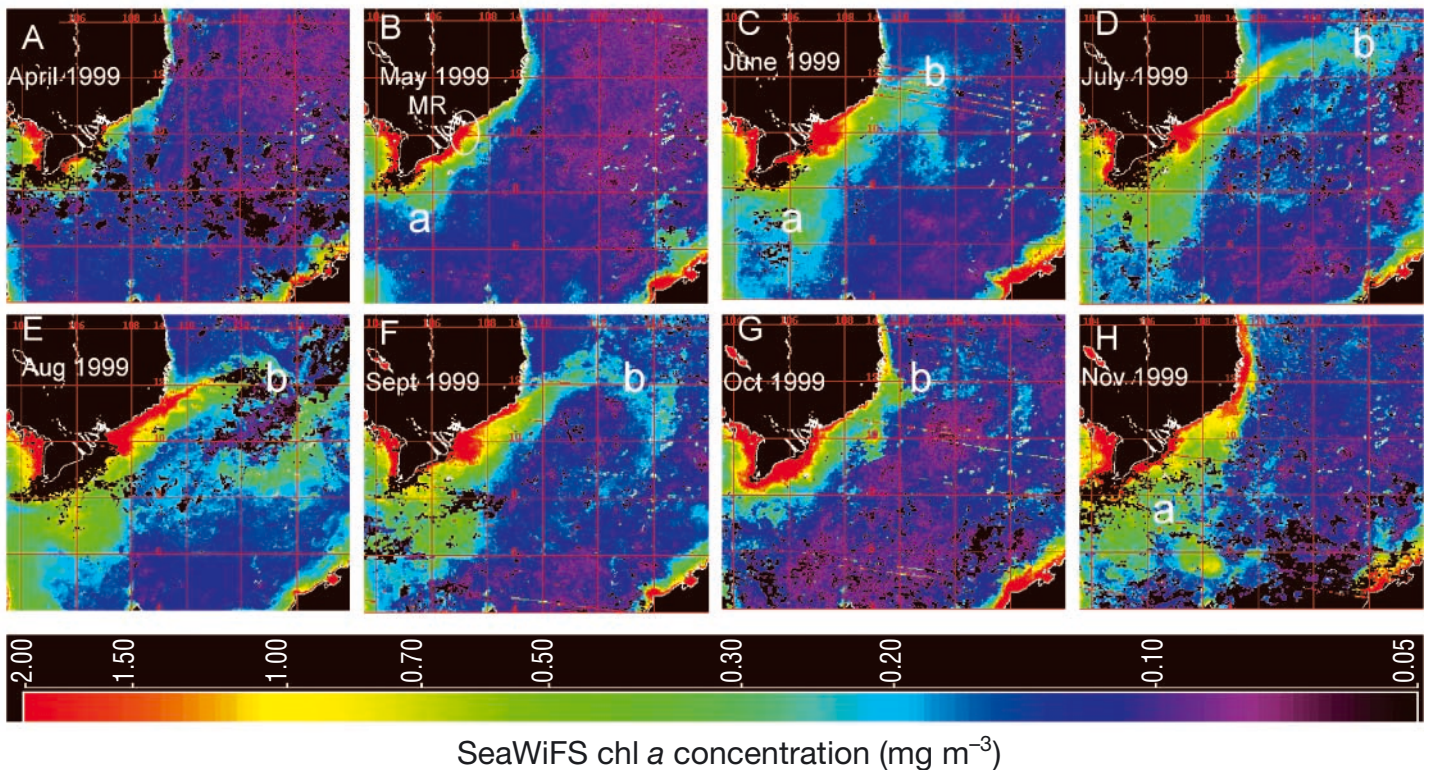 A
April 1999
B
May 1999
MR
a
C
June 1999
b
a
D
July 1999
b
E
Aug 1999
b
F
Sept 1999
b
G
Oct 1999
b
H
Nov 1999
a
2.00 1.50 1.00 0.70 0.50 0.30 0.20 0.10 0.05
SeaWiFS chl a concentration (mg m⁻³)